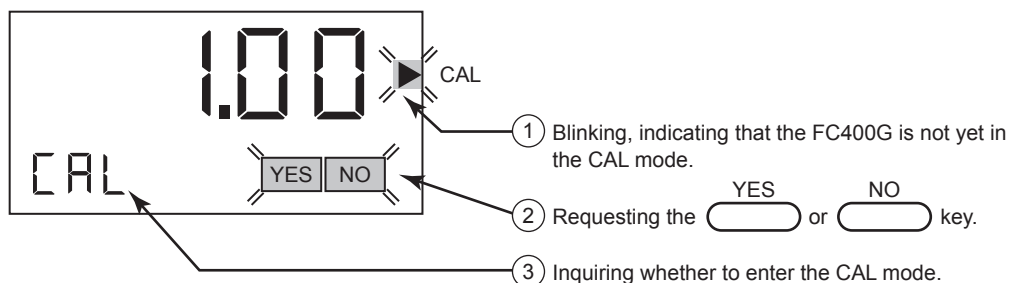 1.00
CAL
CAL
YES NO
1 Blinking, indicating that the FC400G is not yet in
the CAL mode.
YES NO
2 Requesting the or key.
3 Inquiring whether to enter the CAL mode.